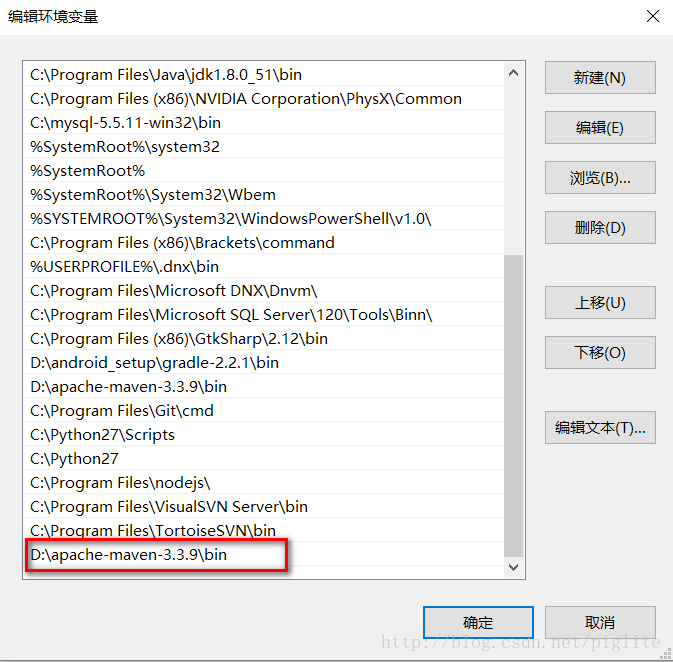 编辑环境变量
C:\Program Files\Java\jdk1.8.0_51\bin
C:\Program Files (x86)\NVIDIA Corporation\PhysX\Common
C:\mysql-5.5.11-win32\bin
%SystemRoot%\system32
%SystemRoot%
%SystemRoot%\System32\Wbem
%SYSTEMROOT%\System32\WindowsPowerShell\v1.0\
C:\Program Files (x86)\Brackets\command
%USERPROFILE%\.dnx\bin
C:\Program Files\Microsoft DNX\Dnvm\
C:\Program Files\Microsoft SQL Server\120\Tools\Binn\
C:\Program Files (x86)\GtkSharp\2.12\bin
D:\android_setup\gradle-2.2.1\bin
D:\apache-maven-3.3.9\bin
C:\Program Files\Git\cmd
C:\Python27\Scripts
C:\Python27
C:\Program Files\nodejs\
C:\Program Files\VisualSVN Server\bin
C:\Program Files\TortoiseSVN\bin
D:\apache-maven-3.3.9\bin
新建(N)
编辑(E)
浏览(B)...
删除(D)
上移(U)
下移(O)
编辑文本(T)...
确定
取消
http://blog.csdn.net/piglite